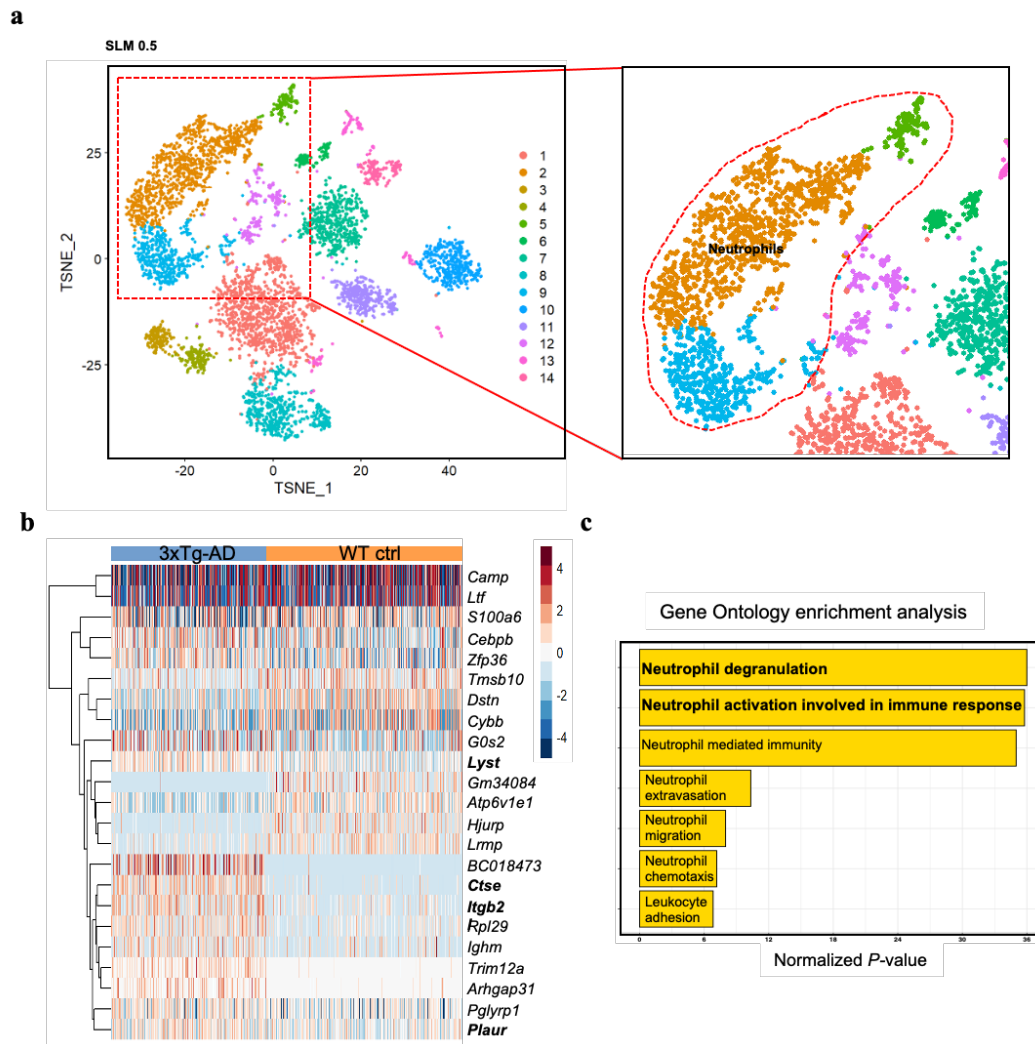 a
SLM 0.5
TSNE_2
25
0
-25
-20
0
20
40
TSNE_1
1
2
3
4
5
6
7
8
9
10
11
12
13
14
Neutrophils
b
3xTg-AD
WT ctrl
4
2
0
-2
-4
Camp
Ltf
S100a6
Cebpb
Zfp36
Tmsb10
Dstn
Cybb
G0s2
Lyst
Gm34084
Atp6v1e1
Hjurp
Lrmp
BC018473
Ctse
Itgb2
Rpl29
Ighm
Trim12a
Arhgap31
Pglyrp1
Plaur
c
Gene Ontology enrichment analysis
Neutrophil degranulation
Neutrophil activation involved in immune response
Neutrophil mediated immunity
Neutrophil
extravasation
Neutrophil
migration
Neutrophil
chemotaxis
Leukocyte
adhesion
0
6
12
18
24
30
36
Normalized P-value